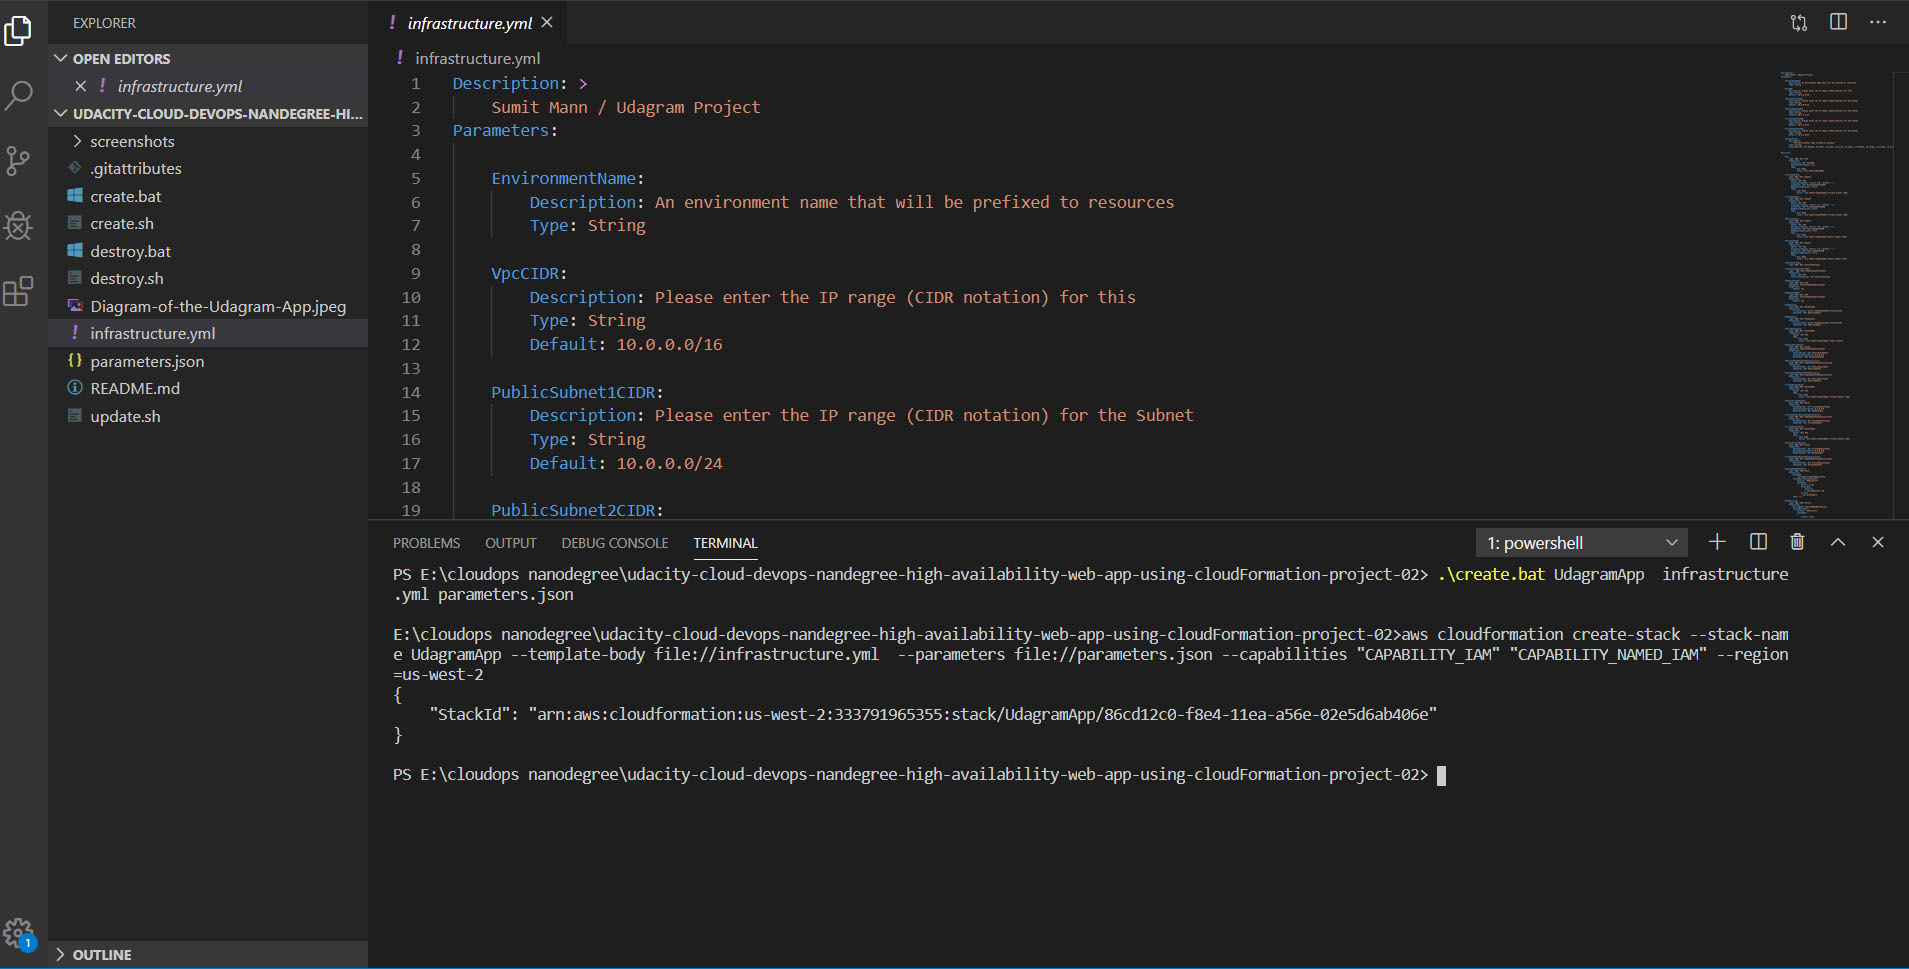 EXPLORER
OPEN EDITORS
infrastructure.yml
UDACITY-CLOUD-DEVOPS-NANDEGREE-HI...
screenshots
.gitattributes
create.bat
create.sh
destroy.bat
destroy.sh
Diagram-of-the-Udagram-App.jpeg
infrastructure.yml
parameters.json
README.md
update.sh
1
OUTLINE
infrastructure.yml
infrastructure.yml
1 Description: >
2 Sumit Mann / Udagram Project
3 Parameters:
4
5 EnvironmentName:
6 Description: An environment name that will be prefixed to resources
7 Type: String
8
9 VpcCIDR:
10 Description: Please enter the IP range (CIDR notation) for this
11 Type: String
12 Default: 10.0.0.0/16
13
14 PublicSubnet1CIDR:
15 Description: Please enter the IP range (CIDR notation) for the Subnet
16 Type: String
17 Default: 10.0.0.0/24
18
19 PublicSubnet2CIDR:
PROBLEMS OUTPUT DEBUG CONSOLE TERMINAL 1: powershell
PS E:\cloudops nanodegree\udacity-cloud-devops-nandegree-high-availability-web-app-using-cloudFormation-project-02> .\create.bat UdagramApp  infrastructure
.yml parameters.json
E:\cloudops nanodegree\udacity-cloud-devops-nandegree-high-availability-web-app-using-cloudFormation-project-02>aws cloudformation create-stack --stack-nam
e UdagramApp --template-body file://infrastructure.yml  --parameters file://parameters.json --capabilities "CAPABILITY_IAM" "CAPABILITY_NAMED_IAM" --region
=us-west-2
{
"StackId": "arn:aws:cloudformation:us-west-2:333791965355:stack/UdagramApp/86cd12c0-f8e4-11ea-a56e-02e5d6ab406e"
}
PS E:\cloudops nanodegree\udacity-cloud-devops-nandegree-high-availability-web-app-using-cloudFormation-project-02>